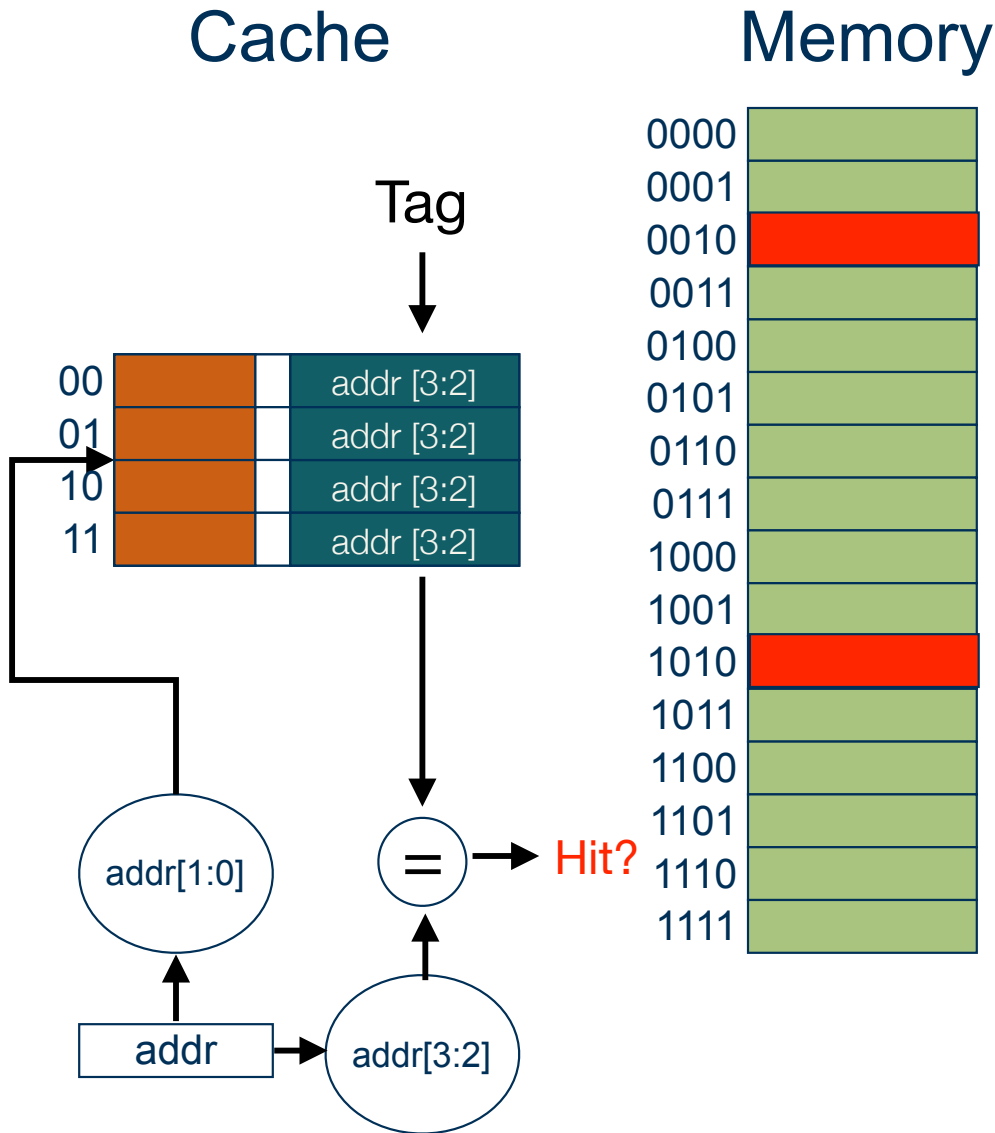 Cache
Memory
Tag
00 addr [3:2]
01 addr [3:2]
10 addr [3:2]
11 addr [3:2]
addr[1:0]
=
Hit?
addr
addr[3:2]
0000
0001
0010
0011
0100
0101
0110
0111
1000
1001
1010
1011
1100
1101
1110
1111